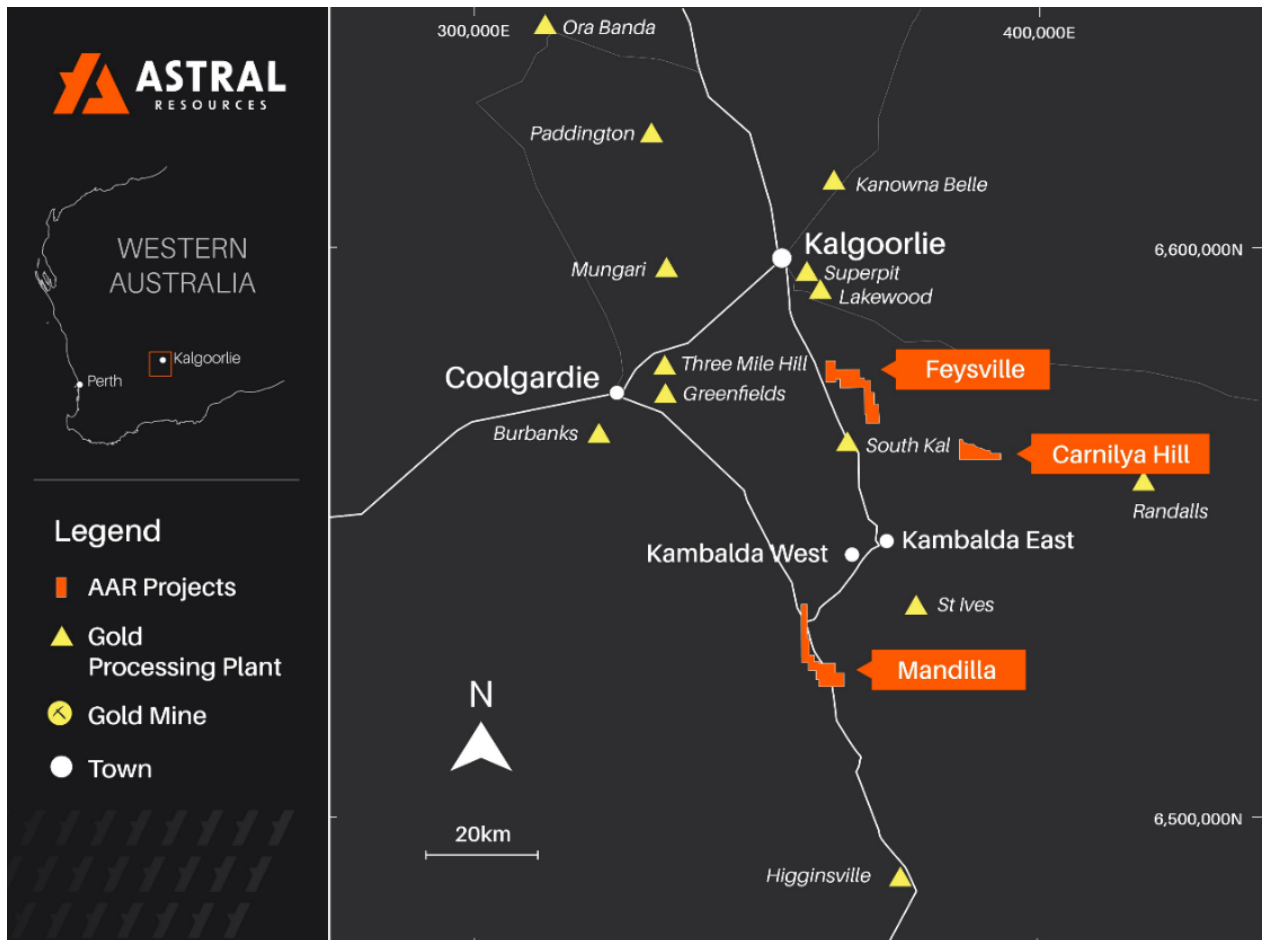 ASTRAL
RESOURCES
WESTERN
AUSTRALIA
Kalgoorlie
Perth
Legend
AAR Projects
Gold
Processing Plant
Gold Mine
Town
300,000E
400,000E
Ora Banda
Paddington
Kanowna Belle
Kalgoorlie
6,600,000N
Mungari
Superpit
Lakewood
Three Mile Hill
Feysville
Coolgardie
Greenfields
Burbanks
South Kal
Carnilya Hill
Randalls
Kambalda West
Kambalda East
St Ives
Mandilla
N
20km
6,500,000N
Higginsville